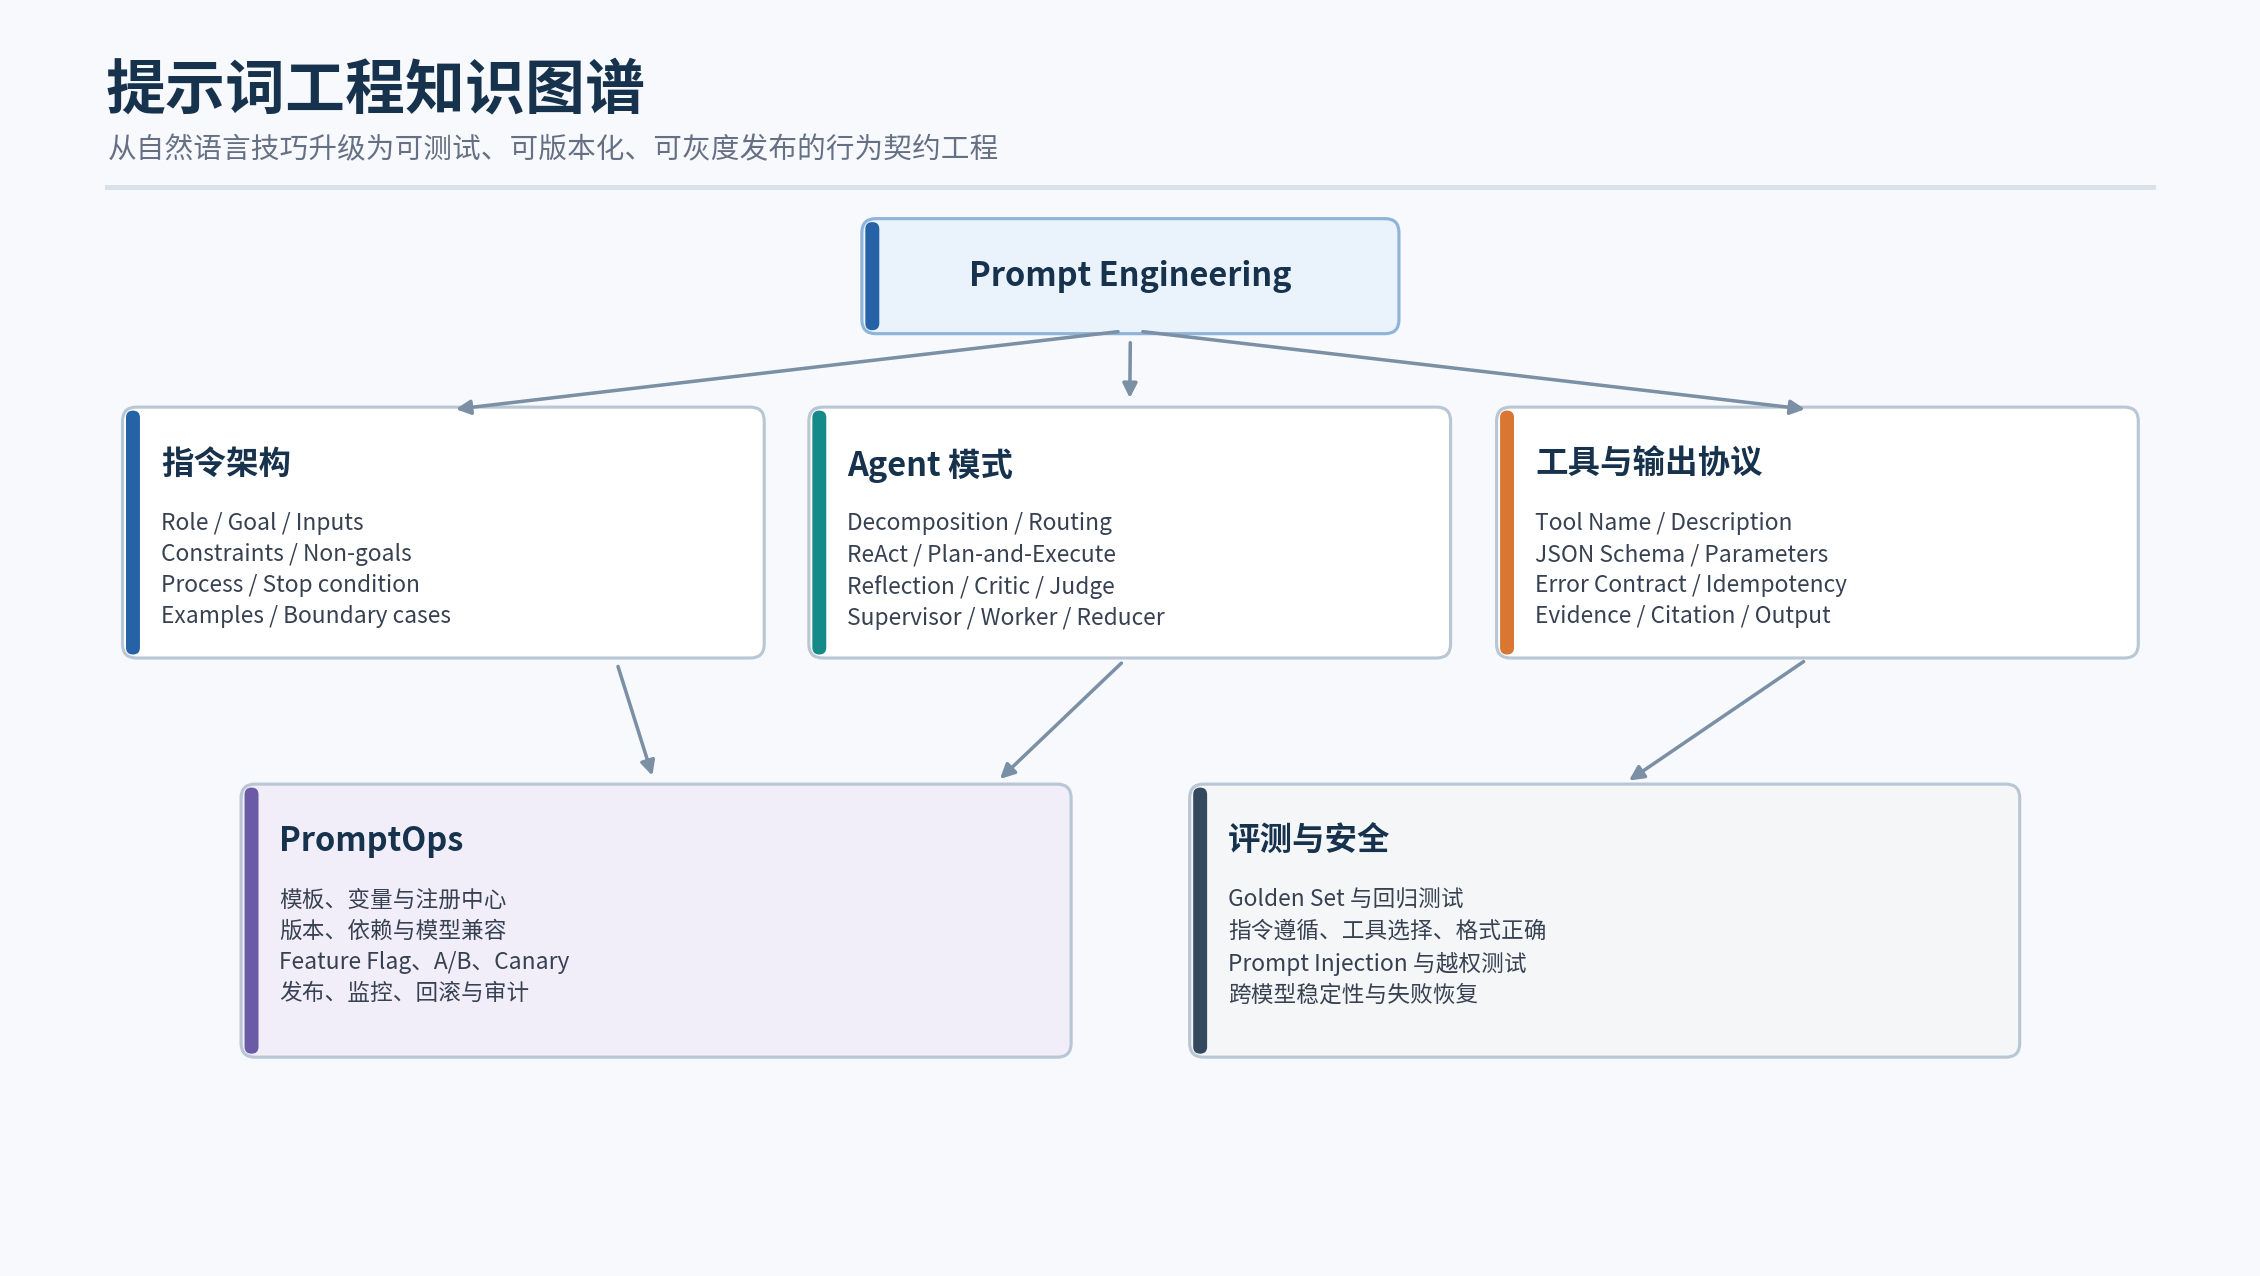 提示词工程知识图谱
从自然语言技巧升级为可测试、可版本化、可灰度发布的行为契约工程
Prompt Engineering
指令架构
Role / Goal / Inputs
Constraints / Non-goals
Process / Stop condition
Examples / Boundary cases
Agent 模式
Decomposition / Routing
ReAct / Plan-and-Execute
Reflection / Critic / Judge
Supervisor / Worker / Reducer
工具与输出协议
Tool Name / Description
JSON Schema / Parameters
Error Contract / Idempotency
Evidence / Citation / Output
PromptOps
模板、变量与注册中心
版本、依赖与模型兼容
Feature Flag、A/B、Canary
发布、监控、回滚与审计
评测与安全
Golden Set 与回归测试
指令遵循、工具选择、格式正确
Prompt Injection 与越权测试
跨模型稳定性与失败恢复